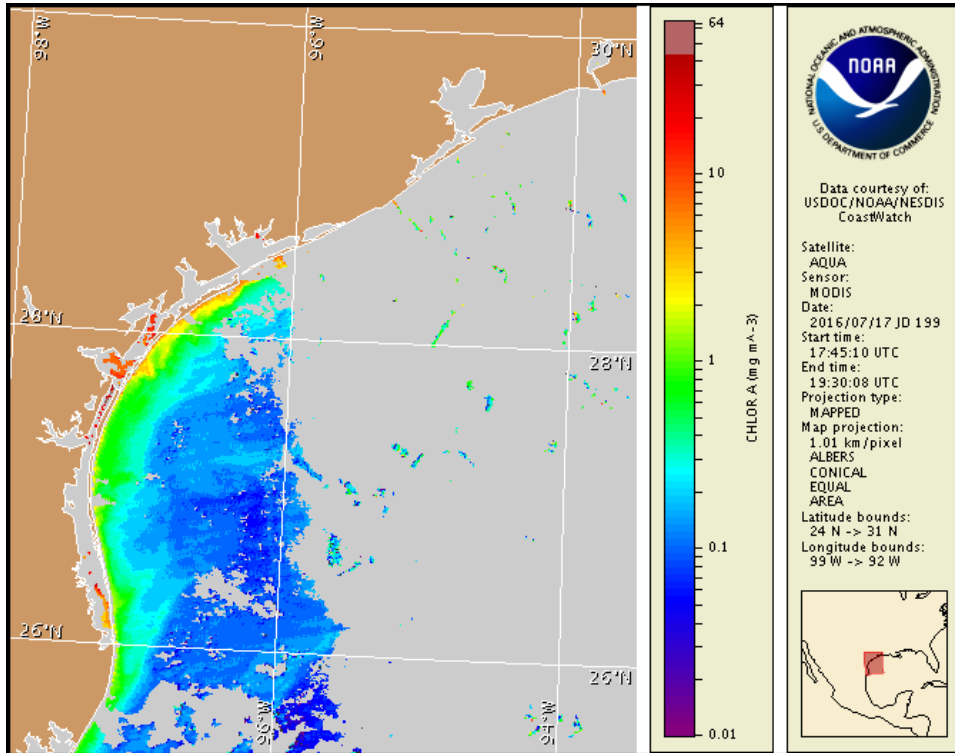 98°W
96°W
30°N
28°N
28°N
26°N
26°N
96°W
94°W
64
10
1
0.1
0.01
CHLOR A (mg m^-3)
NATIONAL OCEANIC AND ATMOSPHERIC ADMINISTRATION
NOAA
U.S. DEPARTMENT OF COMMERCE
Data courtesy of:
USDOC/NOAA/NESDIS
CoastWatch
Satellite:
AQUA
Sensor:
MODIS
Date:
2016/07/17 JD 199
Start time:
17:45:10 UTC
End time:
19:30:08 UTC
Projection type:
MAPPED
Map projection:
1.01 km/pixel
ALBERS
CONICAL
EQUAL
AREA
Latitude bounds:
24 N -> 31 N
Longitude bounds:
99 W -> 92 W